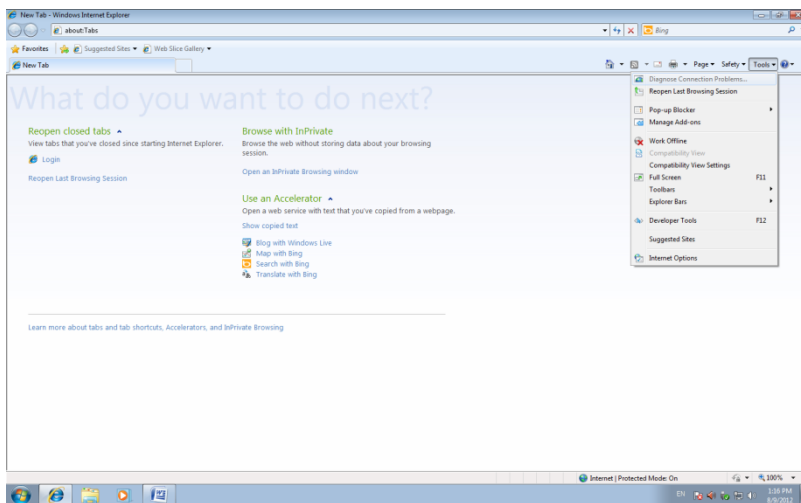 New Tab - Windows Internet Explorer
about:Tabs
Bing
Favorites
Suggested Sites
Web Slice Gallery
New Tab
Page
Safety
Tools
What do you want to do next?
Reopen closed tabs
View tabs that you've closed since starting Internet Explorer.
Login
Reopen Last Browsing Session
Browse with InPrivate
Browse the web without storing data about your browsing
session.
Open an InPrivate Browsing window
Use an Accelerator
Open a web service with text that you've copied from a webpage.
Show copied text
Blog with Windows Live
Map with Bing
Search with Bing
Translate with Bing
Learn more about tabs and tab shortcuts, Accelerators, and InPrivate Browsing
Diagnose Connection Problems...
Reopen Last Browsing Session
Pop-up Blocker
Manage Add-ons
Work Offline
Compatibility View
Compatibility View Settings
Full Screen F11
Toolbars
Explorer Bars
Developer Tools F12
Suggested Sites
Internet Options
Internet | Protected Mode: On
100%
EN
1:16 PM
8/9/2012